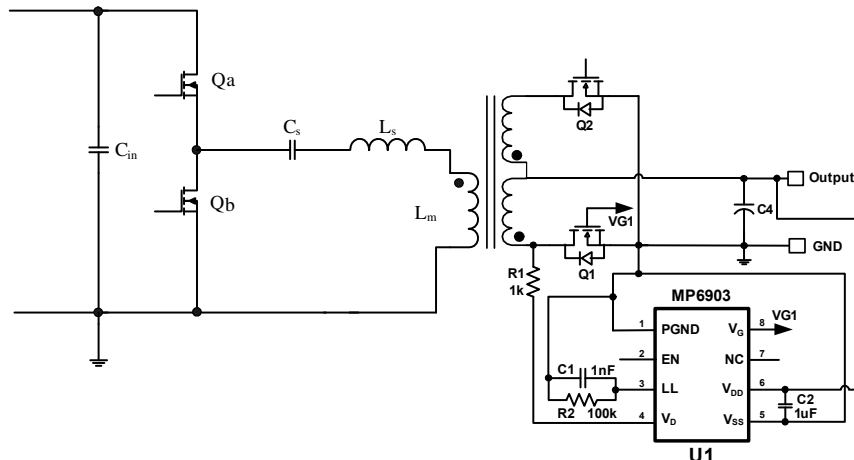 Qa
Q2
Cs
Ls
Cin
Output
Qb
Lm
C4
VG1
GND
R1
1k
Q1
MP6903
1 PGND
VG 8 VG1
2 EN
NC 7
C1 1nF
3 LL
VDD 6
C2
1uF
R2 100k
4 VD
VSS 5
U1